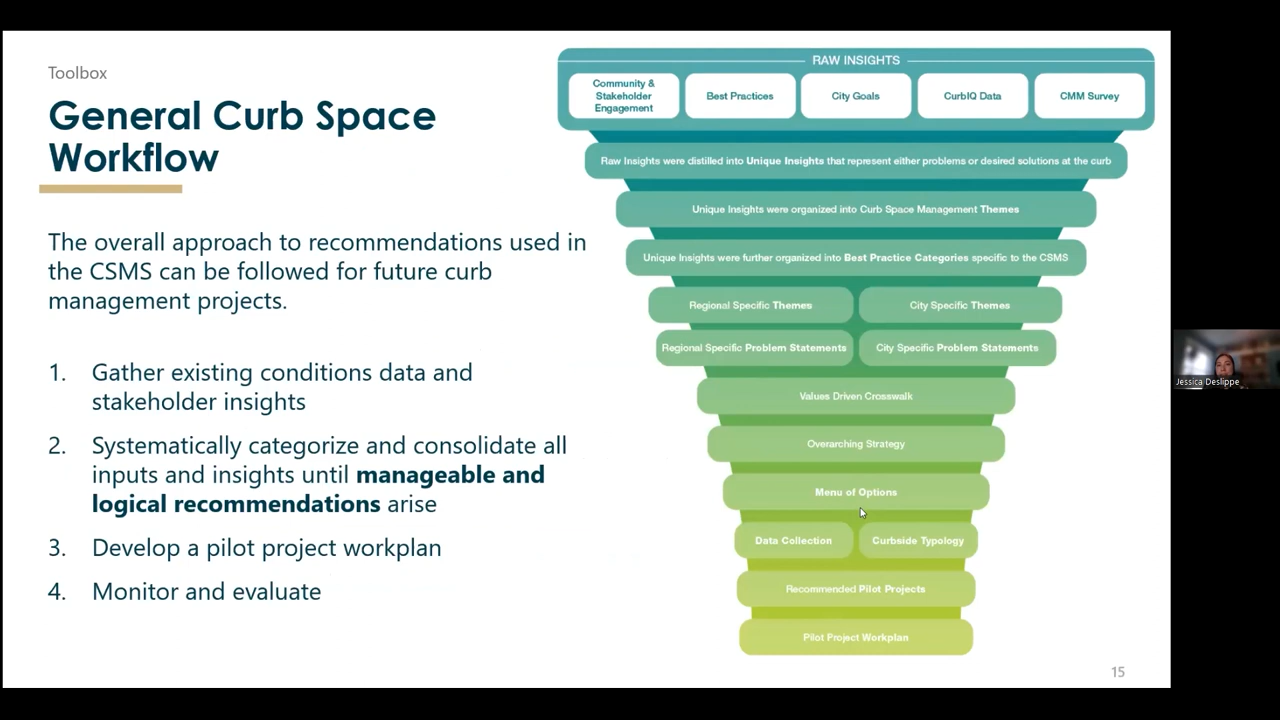 Toolbox
General Curb Space
Workflow
The overall approach to recommendations used in
the CSMS can be followed for future curb
management projects.
1. Gather existing conditions data and
stakeholder insights
2. Systematically categorize and consolidate all
inputs and insights until manageable and
logical recommendations arise
3. Develop a pilot project workplan
4. Monitor and evaluate
RAW INSIGHTS
Community &
Stakeholder
Engagement
Best Practices
City Goals
CurbIQ Data
CMM Survey
Raw Insights were distilled into Unique Insights that represent either problems or desired solutions at the curb
Unique Insights were organized into Curb Space Management Themes
Unique Insights were further organized into Best Practice Categories specific to the CSMS
Regional Specific Themes
City Specific Themes
Regional Specific Problem Statements
City Specific Problem Statements
Values Driven Crosswalk
Overarching Strategy
Menu of Options
Data Collection
Curbside Typology
Recommended Pilot Projects
Pilot Project Workplan
15
Jessica Deslippe